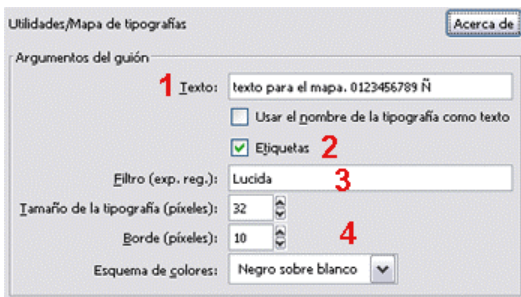 Utilidades/Mapa de tipografías Acerca de
Argumentos del guión
1 Texto: texto para el mapa. 0123456789 Ñ
Usar el nombre de la tipografía como texto
Etiquetas 2
Filtro (exp. reg.): Lucida 3
Tamaño de la tipografía (píxeles): 32
Borde (píxeles): 10 4
Esquema de colores: Negro sobre blanco